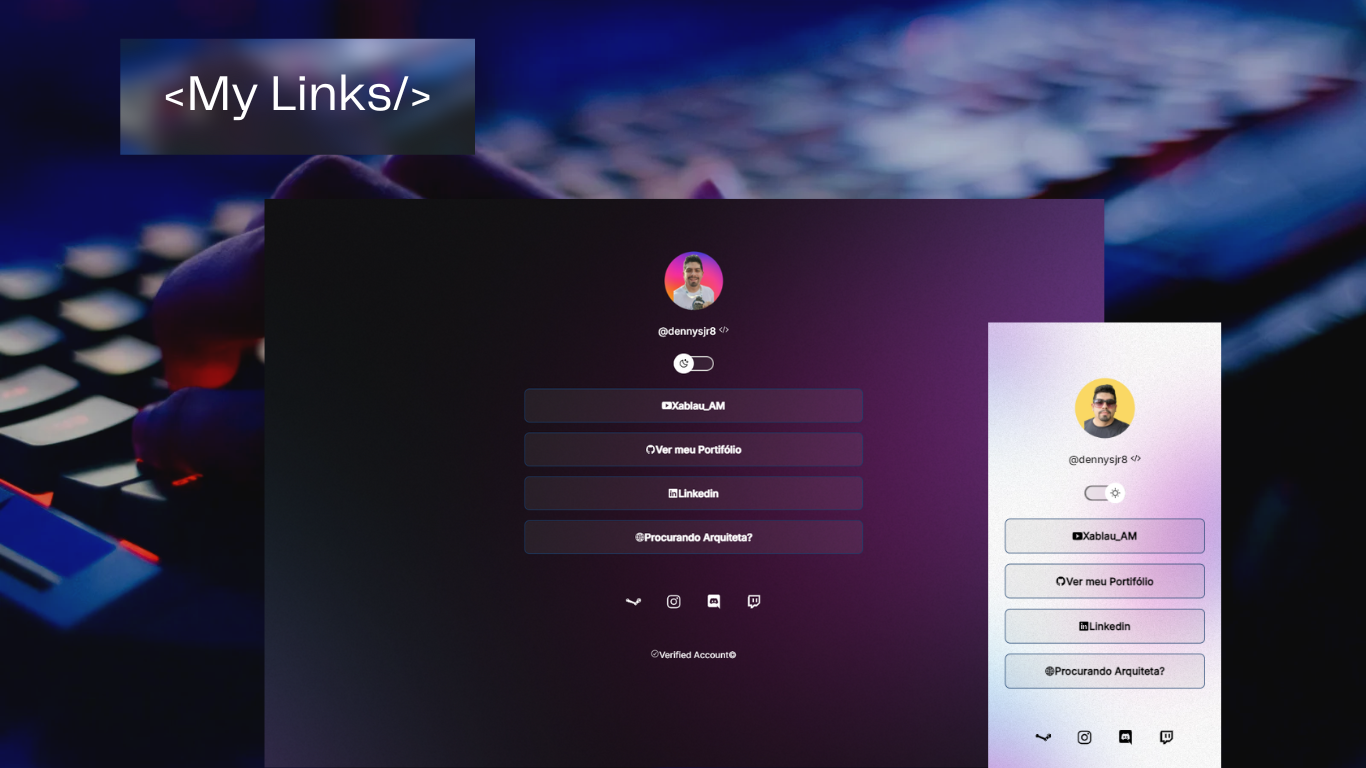 <My Links/>
@dennysjr8 </>
Xablau_AM
Ver meu Portifólio
Linkedin
Procurando Arquiteta?
Verified Account©
@dennysjr8 </>
Xablau_AM
Ver meu Portifólio
Linkedin
Procurando Arquiteta?